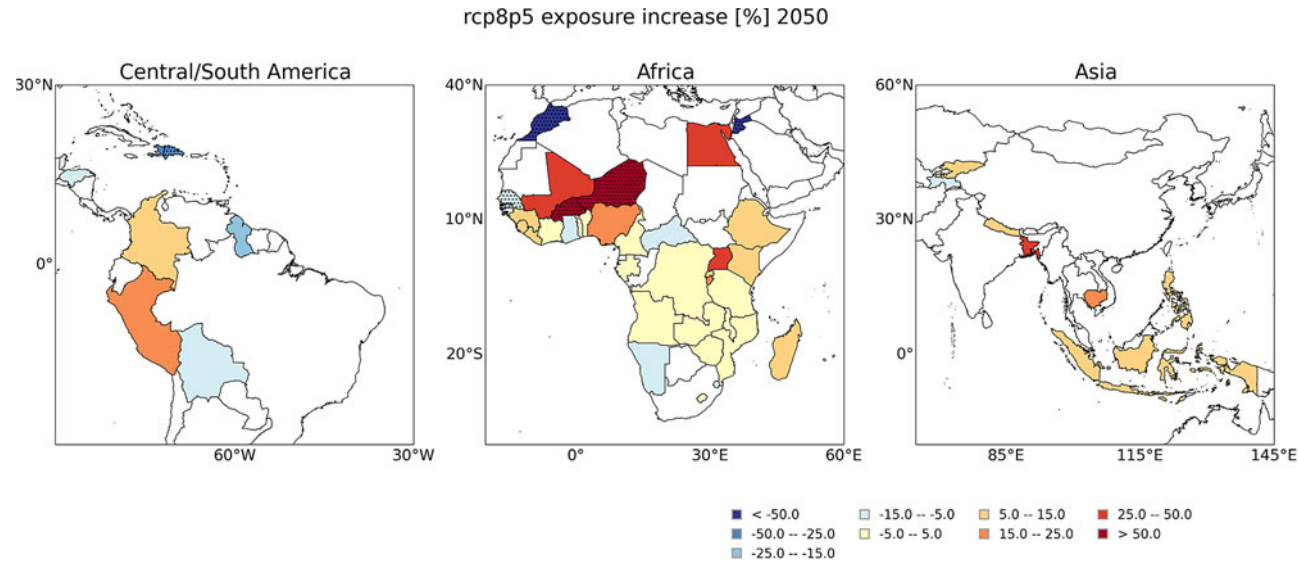 rcp8p5 exposure increase [%] 2050
Central/South America
Africa
Asia
30°N
0°
60°W
30°W
40°N
10°N
20°S
0°
30°E
60°E
60°N
30°N
0°
85°E
115°E
145°E
< -50.0
-50.0 -- -25.0
-25.0 -- -15.0
-15.0 -- -5.0
-5.0 -- 5.0
5.0 -- 15.0
15.0 -- 25.0
25.0 -- 50.0
> 50.0